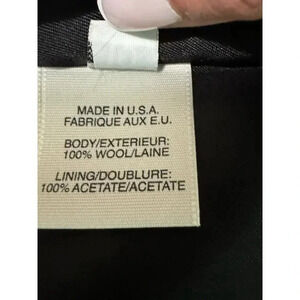 MADE IN U.S.A.
FABRIQUE AUX E.U.
BODY/EXTERIEUR:
100% WOOL/LAINE
LINING/DOUBLURE:
100% ACETATE/ACETATE